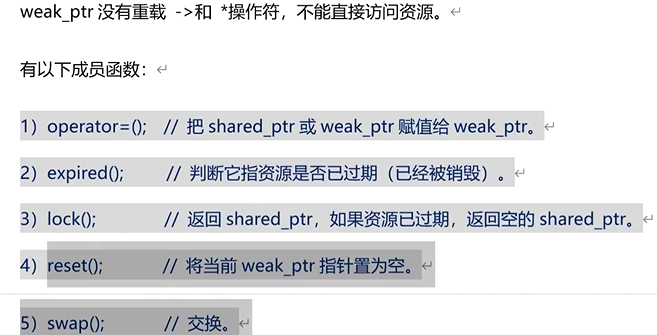 weak_ptr 没有重载 ->和 *操作符，不能直接访问资源。
有以下成员函数：
1）operator=(); // 把 shared_ptr 或 weak_ptr 赋值给 weak_ptr。
2）expired(); // 判断它指资源是否已过期（已经被销毁）。
3）lock(); // 返回 shared_ptr，如果资源已过期，返回空的 shared_ptr。
4）reset(); // 将当前 weak_ptr 指针置为空。
5）swap(); // 交换。